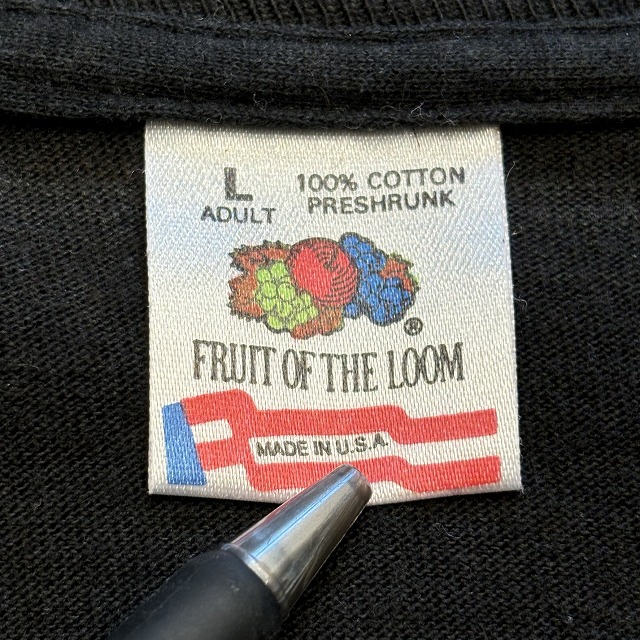 L
ADULT
100% COTTON
PRESHRUNK
®
FRUIT OF THE LOOM
MADE IN U.S.A.